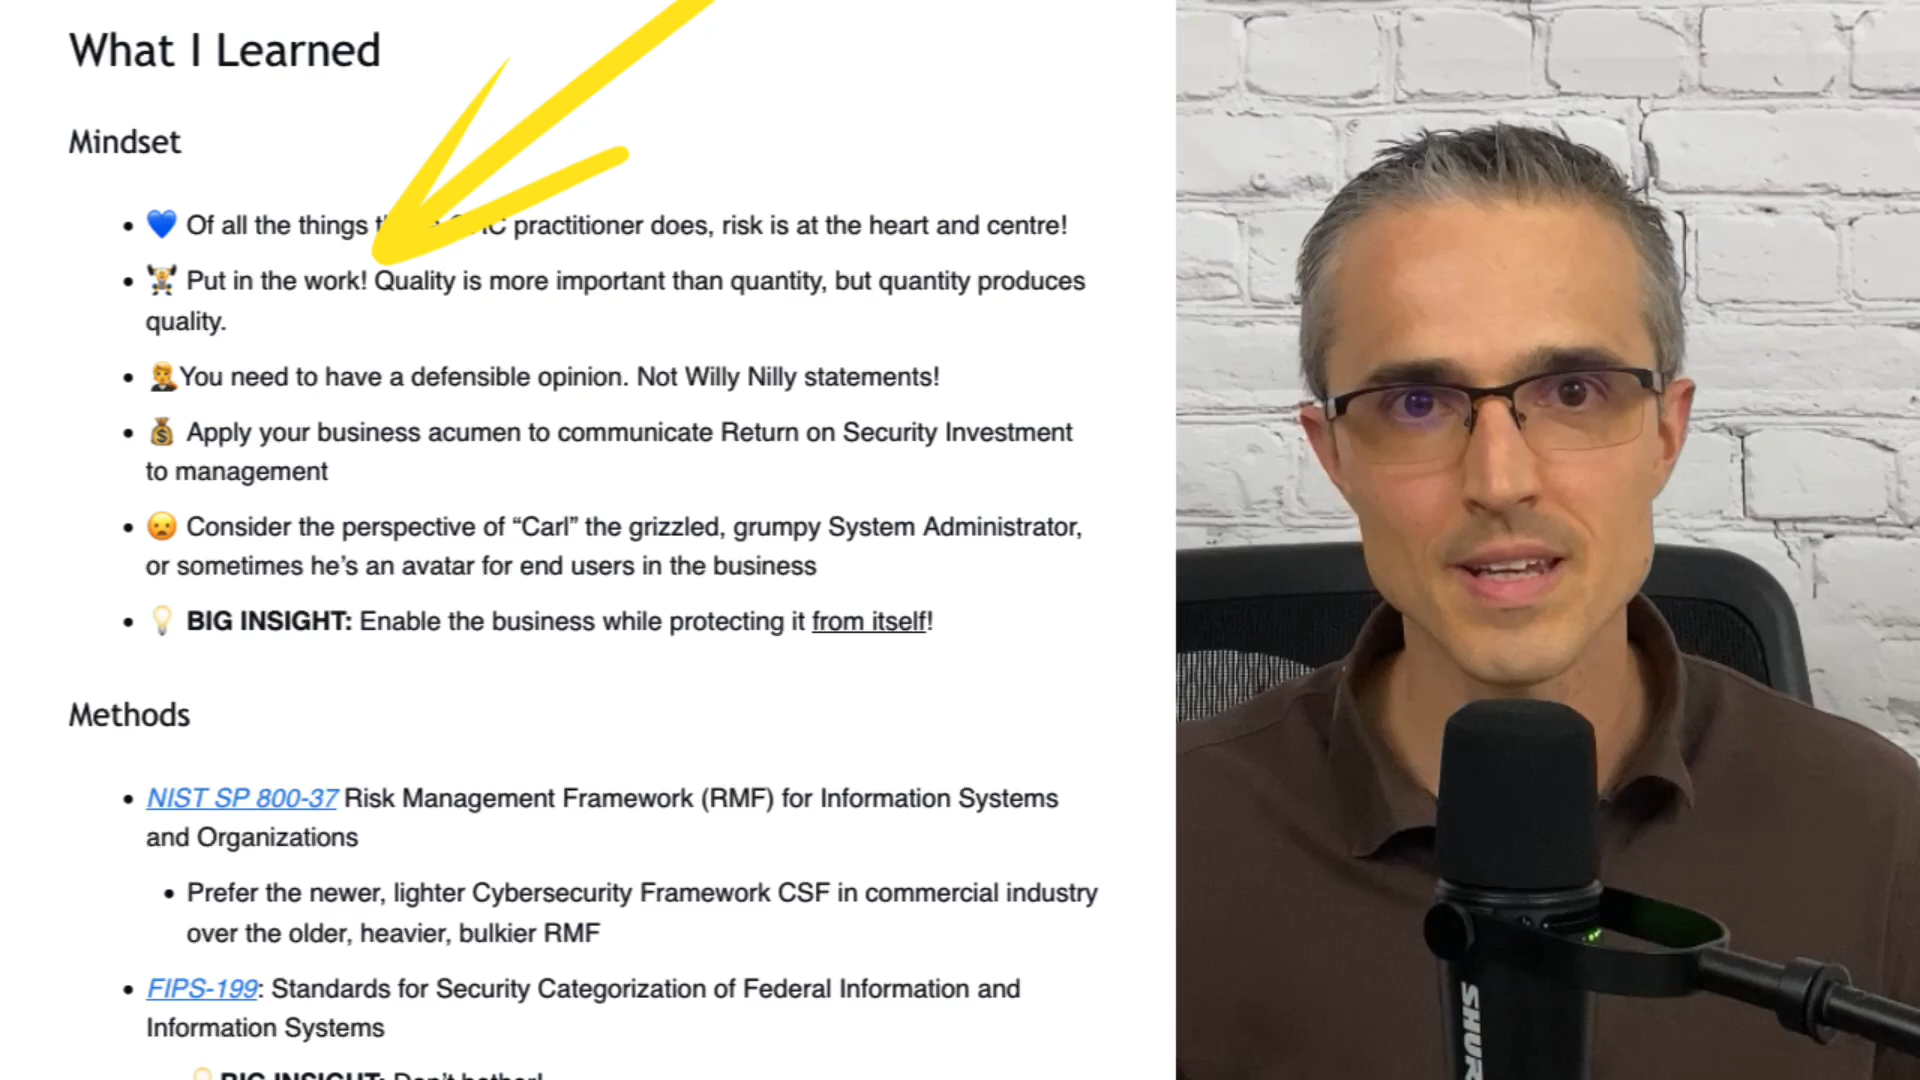 What I Learned
Mindset
• 💙 Of all the things practitioner does, risk is at the heart and centre!
• 🏋️ Put in the work! Quality is more important than quantity, but quantity produces
quality.
• 🤵You need to have a defensible opinion. Not Willy Nilly statements!
• 💰 Apply your business acumen to communicate Return on Security Investment
to management
• 😦 Consider the perspective of “Carl” the grizzled, grumpy System Administrator,
or sometimes he’s an avatar for end users in the business
• 💡 BIG INSIGHT: Enable the business while protecting it from itself!
Methods
• NIST SP 800-37 Risk Management Framework (RMF) for Information Systems
and Organizations
• Prefer the newer, lighter Cybersecurity Framework CSF in commercial industry
over the older, heavier, bulkier RMF
• FIPS-199: Standards for Security Categorization of Federal Information and
Information Systems
💡 BIG INSIGHT: Don’t bother!
SHUR